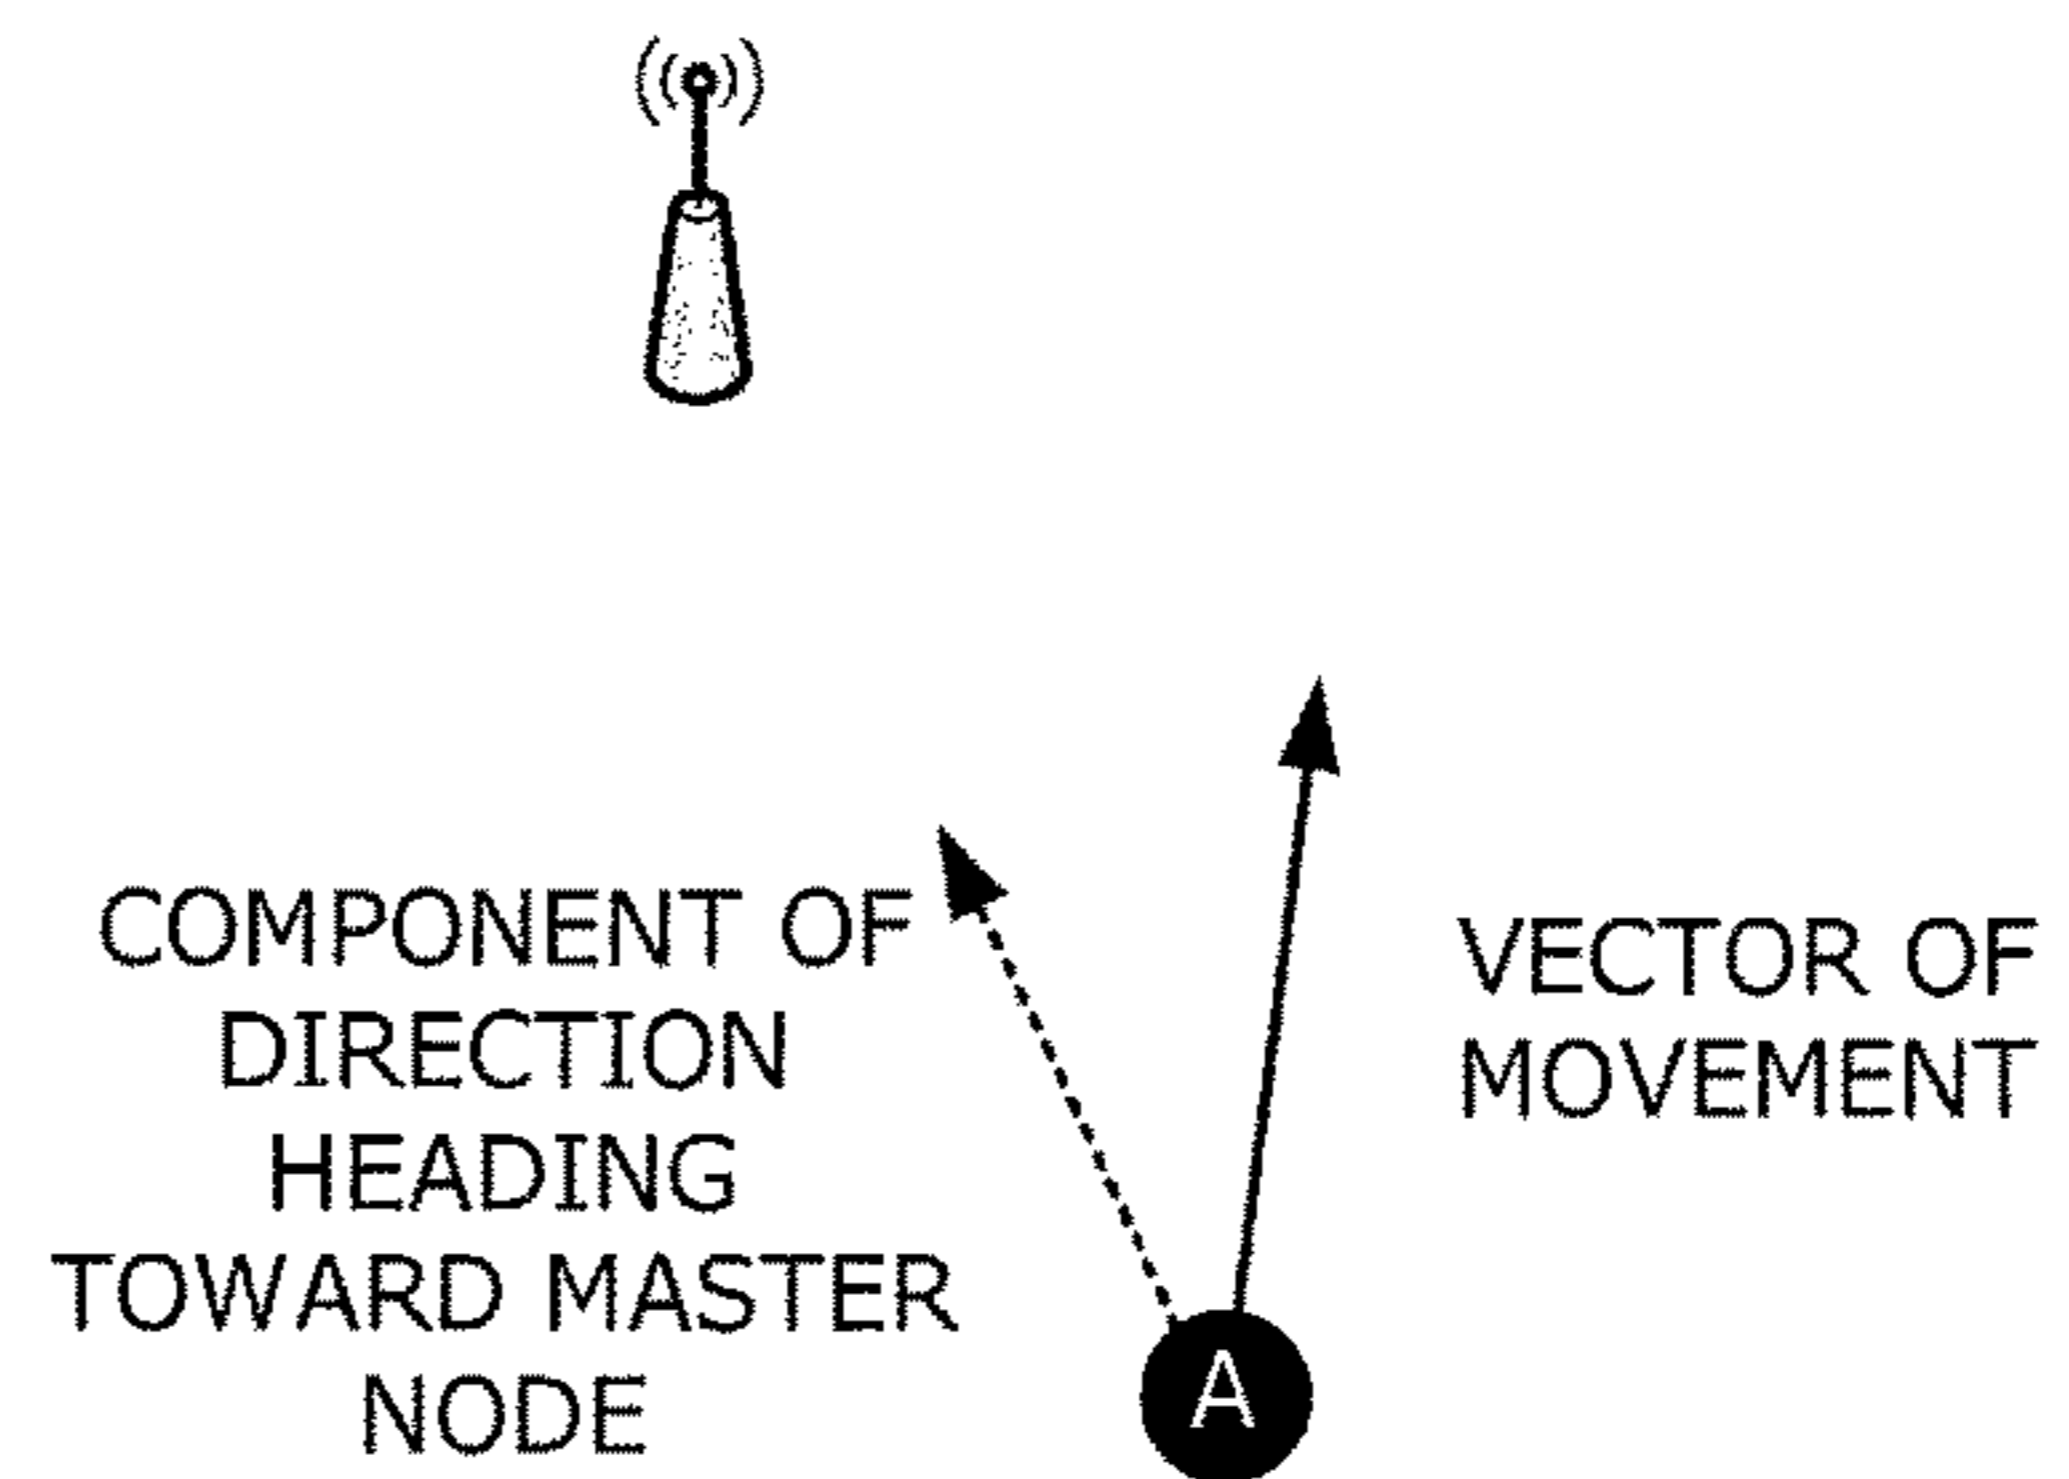 COMPONENT OF
DIRECTION
HEADING
TOWARD MASTER
NODE
VECTOR OF
MOVEMENT
A